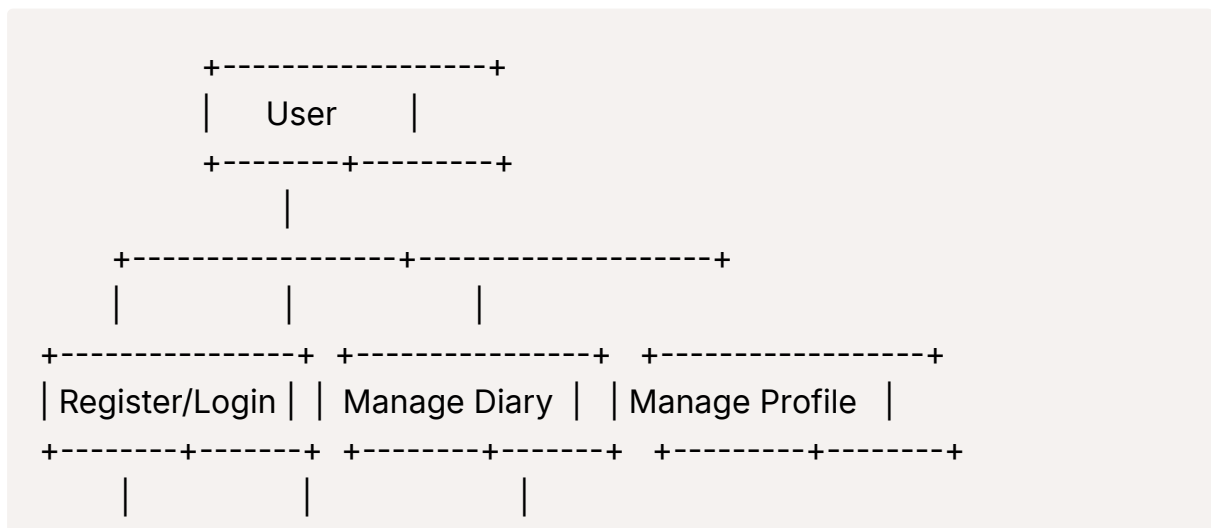 +------------------+
| User |
+--------+---------+
|
+------------------+--------------------+
| | |
+----------------+ +----------------+ +------------------+
| Register/Login | | Manage Diary | | Manage Profile |
+--------+-------+ +--------+-------+ +---------+--------+
| | |